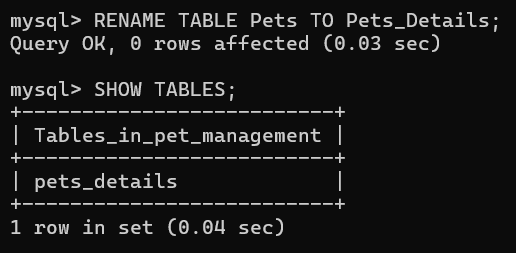 mysql> RENAME TABLE Pets TO Pets_Details;
Query OK, 0 rows affected (0.03 sec)
mysql> SHOW TABLES;
+--------------------------+
| Tables_in_pet_management |
+--------------------------+
| pets_details             |
+--------------------------+
1 row in set (0.04 sec)